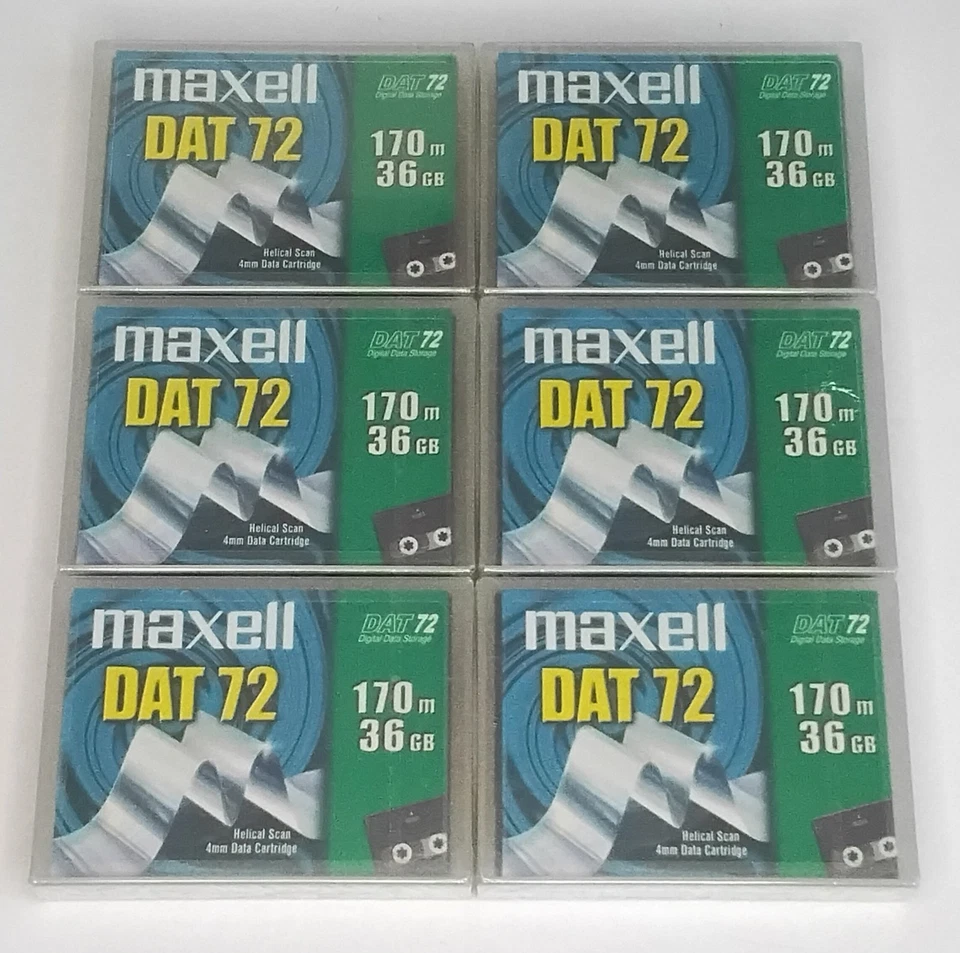 maxell
DAT 72
DAT 72
Digital Data Storage
170 m
36 GB
Helical Scan
4mm Data Cartridge
maxell
DAT 72
DAT 72
Digital Data Storage
170 m
36 GB
Helical Scan
4mm Data Cartridge
maxell
DAT 72
DAT 72
Digital Data Storage
170 m
36 GB
Helical Scan
4mm Data Cartridge
maxell
DAT 72
DAT 72
Digital Data Storage
170 m
36 GB
Helical Scan
4mm Data Cartridge
maxell
DAT 72
DAT 72
Digital Data Storage
170 m
36 GB
Helical Scan
4mm Data Cartridge
maxell
DAT 72
DAT 72
Digital Data Storage
170 m
36 GB
Helical Scan
4mm Data Cartridge